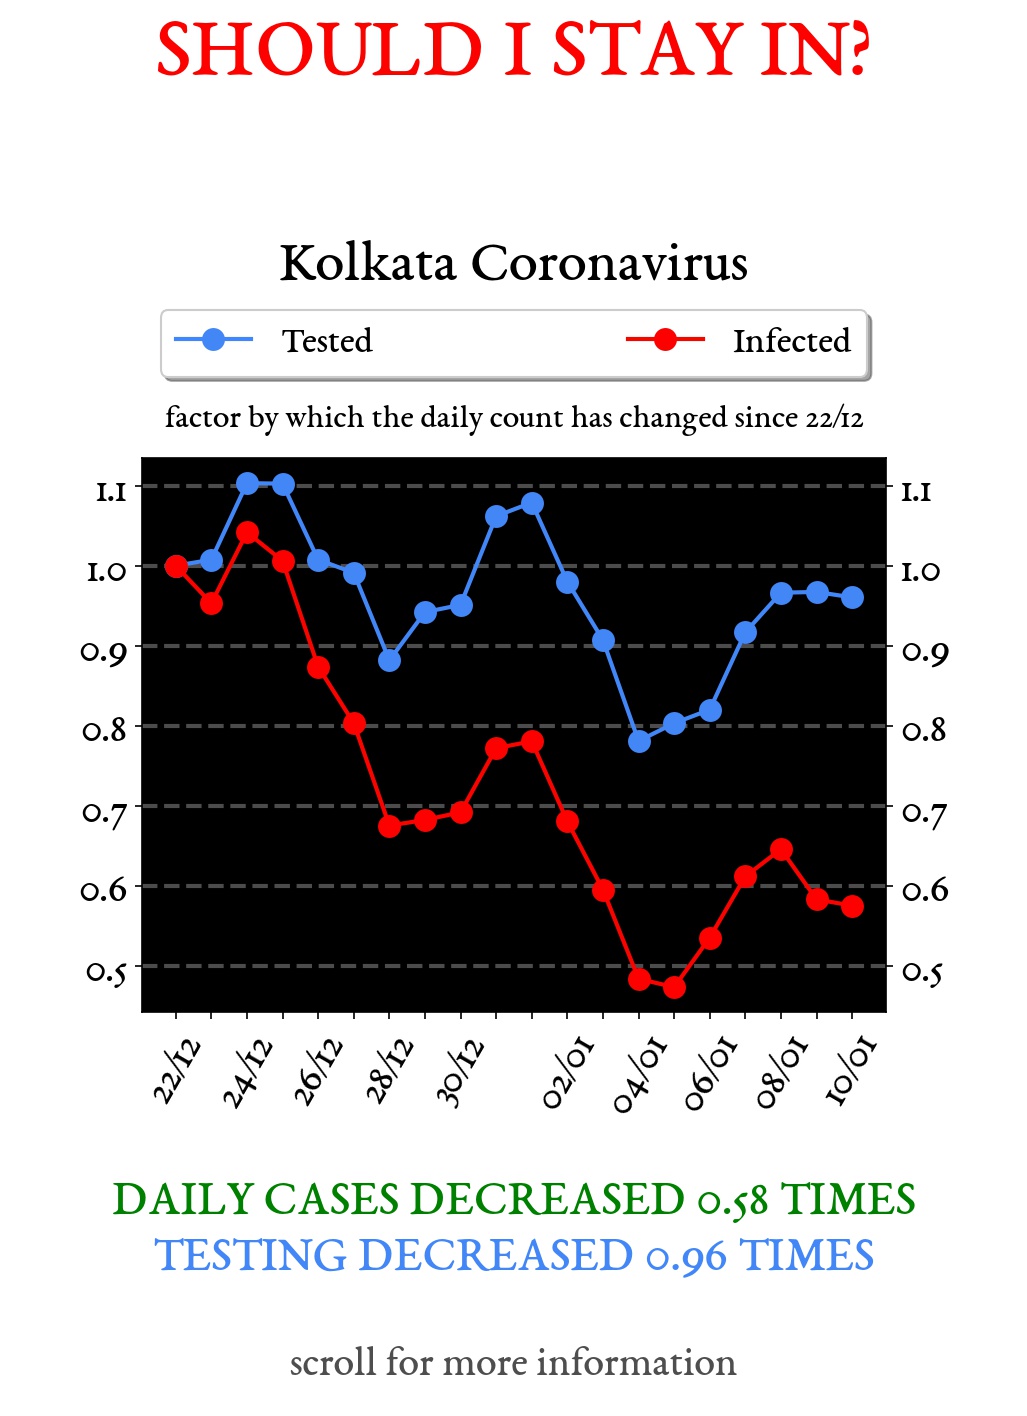 SHOULD I STAY IN?
Kolkata Coronavirus
Tested Infected
factor by which the daily count has changed since 22/12
1.1 1.1
1.0 1.0
0.9 0.9
0.8 0.8
0.7 0.7
0.6 0.6
0.5 0.5
22/12 24/12 26/12 28/12 30/12 02/01 04/01 06/01 08/01 10/01
DAILY CASES DECREASED 0.58 TIMES
TESTING DECREASED 0.96 TIMES
scroll for more information